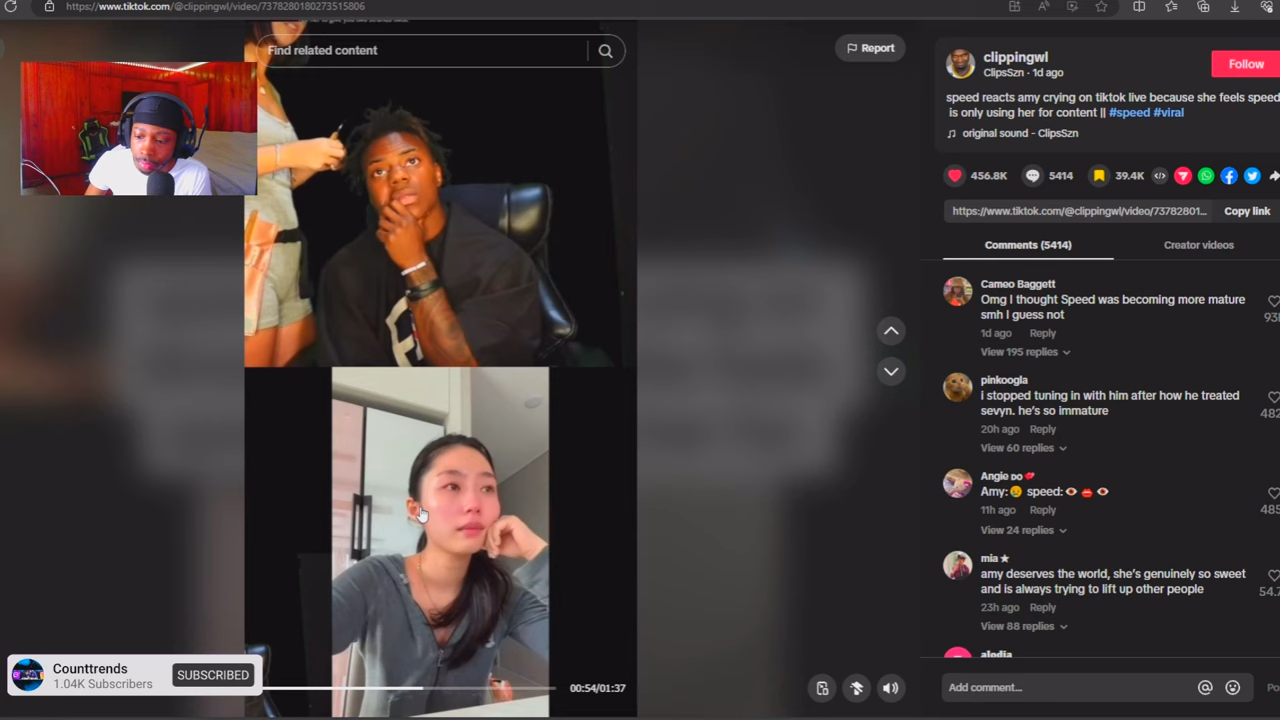 https://www.tiktok.com/@clippingwl/video/7378280180273515806
Find related content
Report
clippingwl
ClipsSzn · 1d ago
Follow
speed reacts amy crying on tiktok live because she feels speed
is only using her for content || #speed #viral
original sound - ClipsSzn
456.8K
5414
39.4K
https://www.tiktok.com/@clippingwl/video/73782801...
Copy link
Comments (5414)
Creator videos
Cameo Baggett
Omg I thought Speed was becoming more mature
smh I guess not
1d ago
Reply
View 195 replies
pinkoogla
i stopped tuning in with him after how he treated
sevyn. he's so immature
482
20h ago
Reply
View 60 replies
Angie DO 💕
Amy:🥲 speed:👁️👄👁️
485
11h ago
Reply
View 24 replies
mia ★
amy deserves the world, she's genuinely so sweet
and is always trying to lift up other people
54.7
23h ago
Reply
View 88 replies
Counttrends
1.04K Subscribers
SUBSCRIBED
00:54/01:37
Add comment...